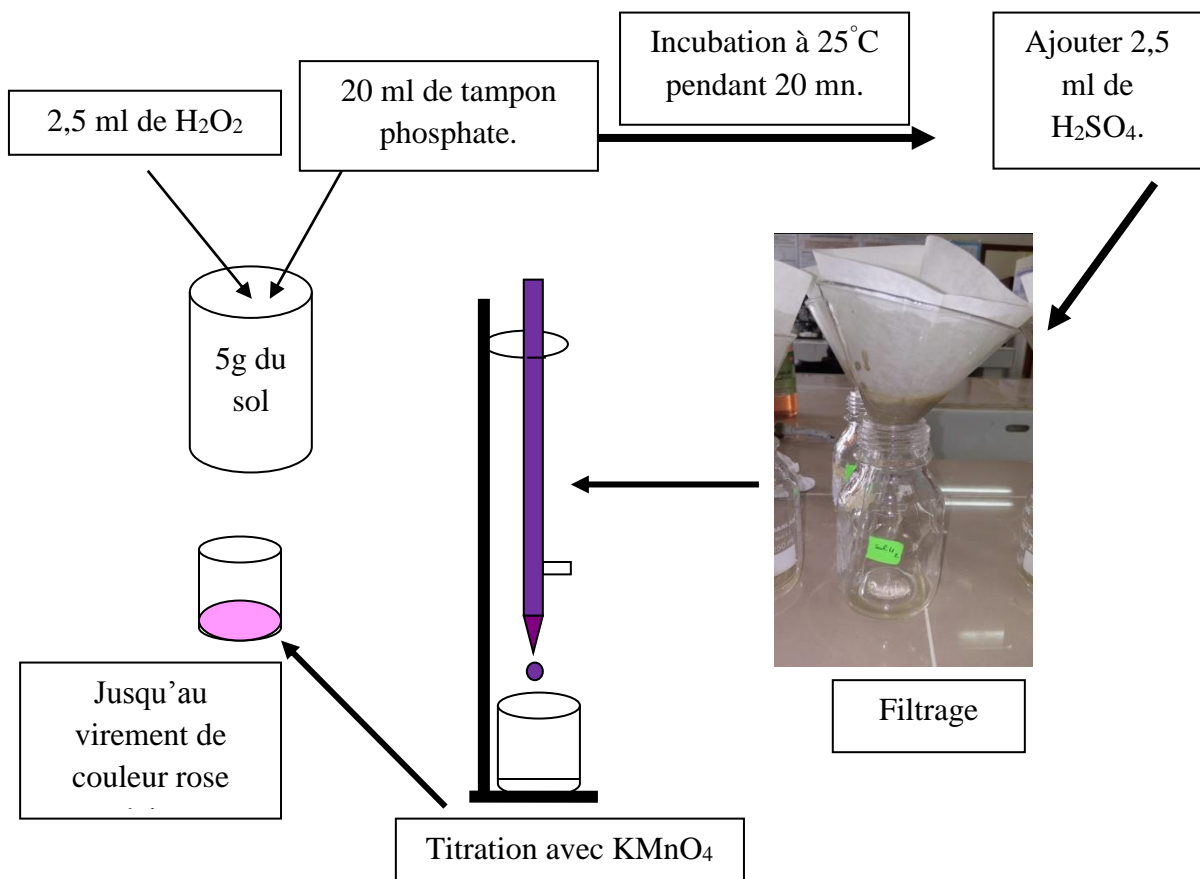 2,5 ml de H₂O₂
20 ml de tampon
phosphate.
Incubation à 25°C
pendant 20 mn.
Ajouter 2,5
ml de
H₂SO₄.
5g du
sol
Filtrage
Titration avec KMnO₄
Jusqu'au
virement de
couleur rose